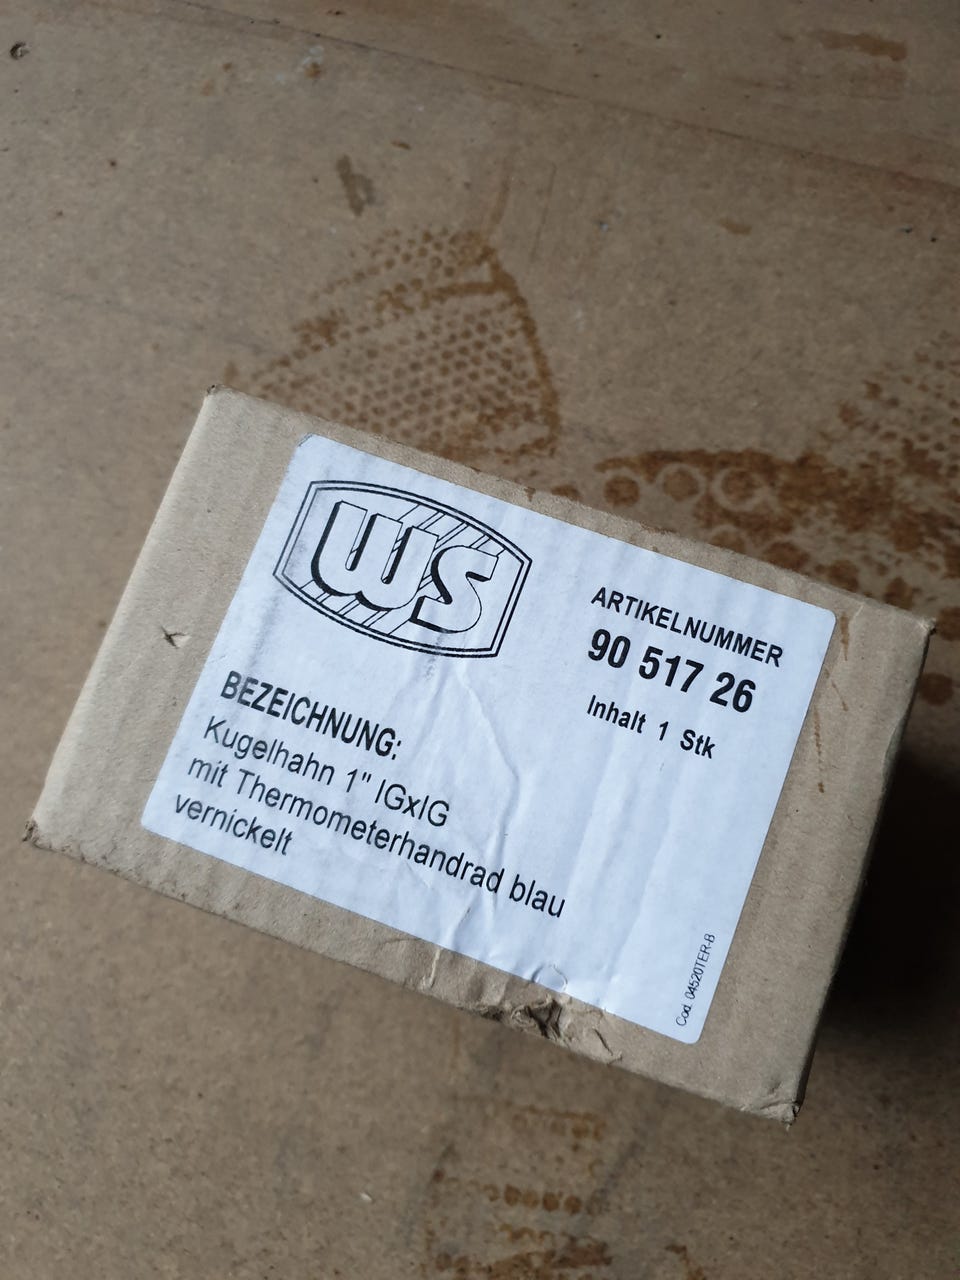 WS
ARTIKELNUMMER
90 517 26
Inhalt 1 Stk
BEZEICHNUNG:
Kugelhahn 1" IGxIG
mit Thermometerhandrad blau
vernickelt
Cod. 04520TER-B